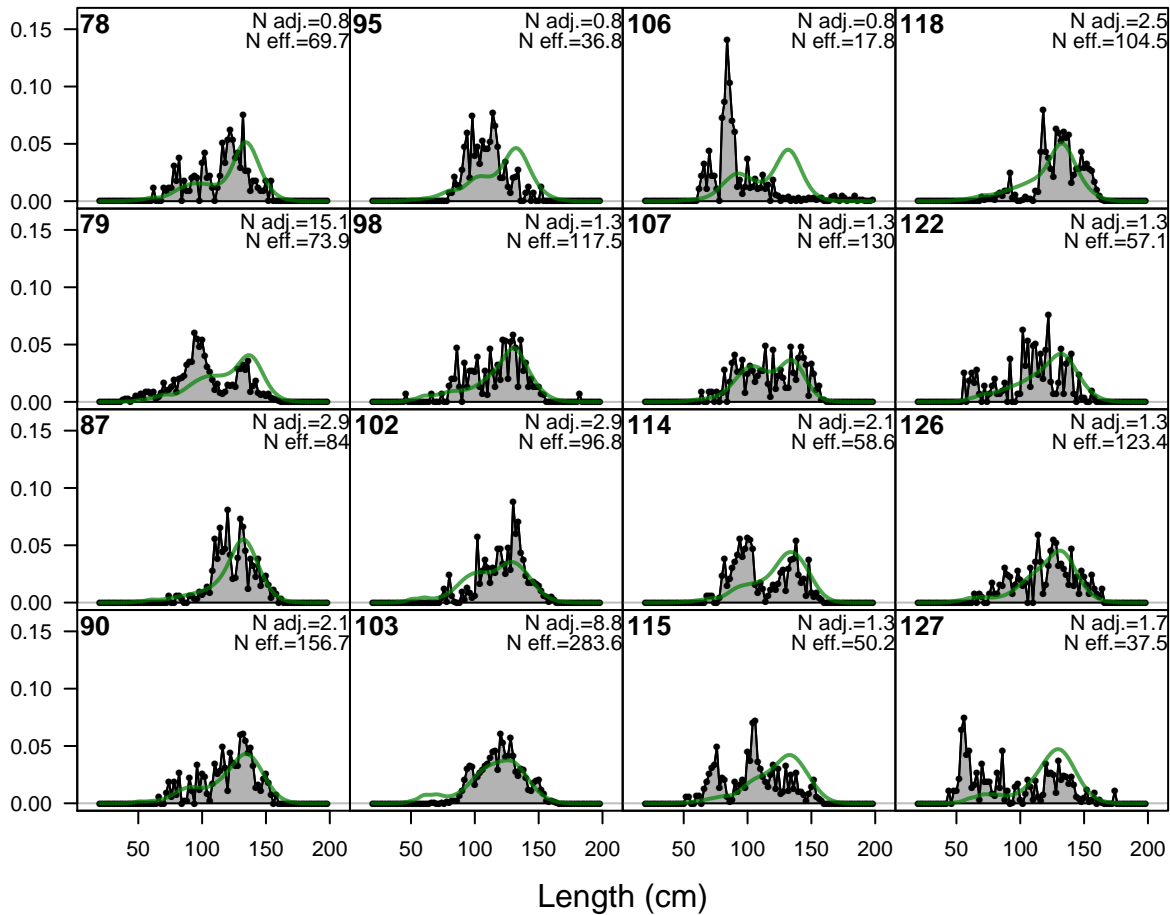 0.15
0.10
0.05
0.00
78
N adj.=0.8
N eff.=69.7
95
N adj.=0.8
N eff.=36.8
106
N adj.=0.8
N eff.=17.8
118
N adj.=2.5
N eff.=104.5
0.15
0.10
0.05
0.00
79
N adj.=15.1
N eff.=73.9
98
N adj.=1.3
N eff.=117.5
107
N adj.=1.3
N eff.=130
122
N adj.=1.3
N eff.=57.1
0.15
0.10
0.05
0.00
87
N adj.=2.9
N eff.=84
102
N adj.=2.9
N eff.=96.8
114
N adj.=2.1
N eff.=58.6
126
N adj.=1.3
N eff.=123.4
0.15
0.10
0.05
0.00
90
N adj.=2.1
N eff.=156.7
103
N adj.=8.8
N eff.=283.6
115
N adj.=1.3
N eff.=50.2
127
N adj.=1.7
N eff.=37.5
50 100 150 200 50 100 150 200 50 100 150 200 50 100 150 200
Length (cm)